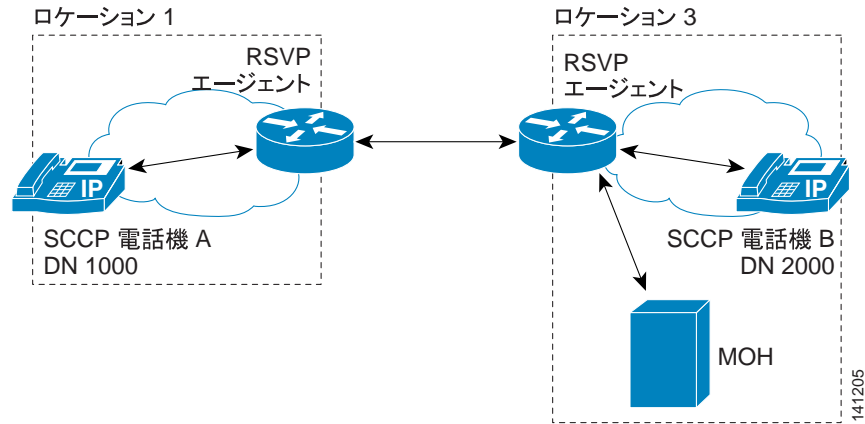 ロケーション 1
ロケーション 3
RSVP
エージェント
RSVP
エージェント
IP
IP
SCCP 電話機 A
DN 1000
SCCP 電話機 B
DN 2000
MOH
141205